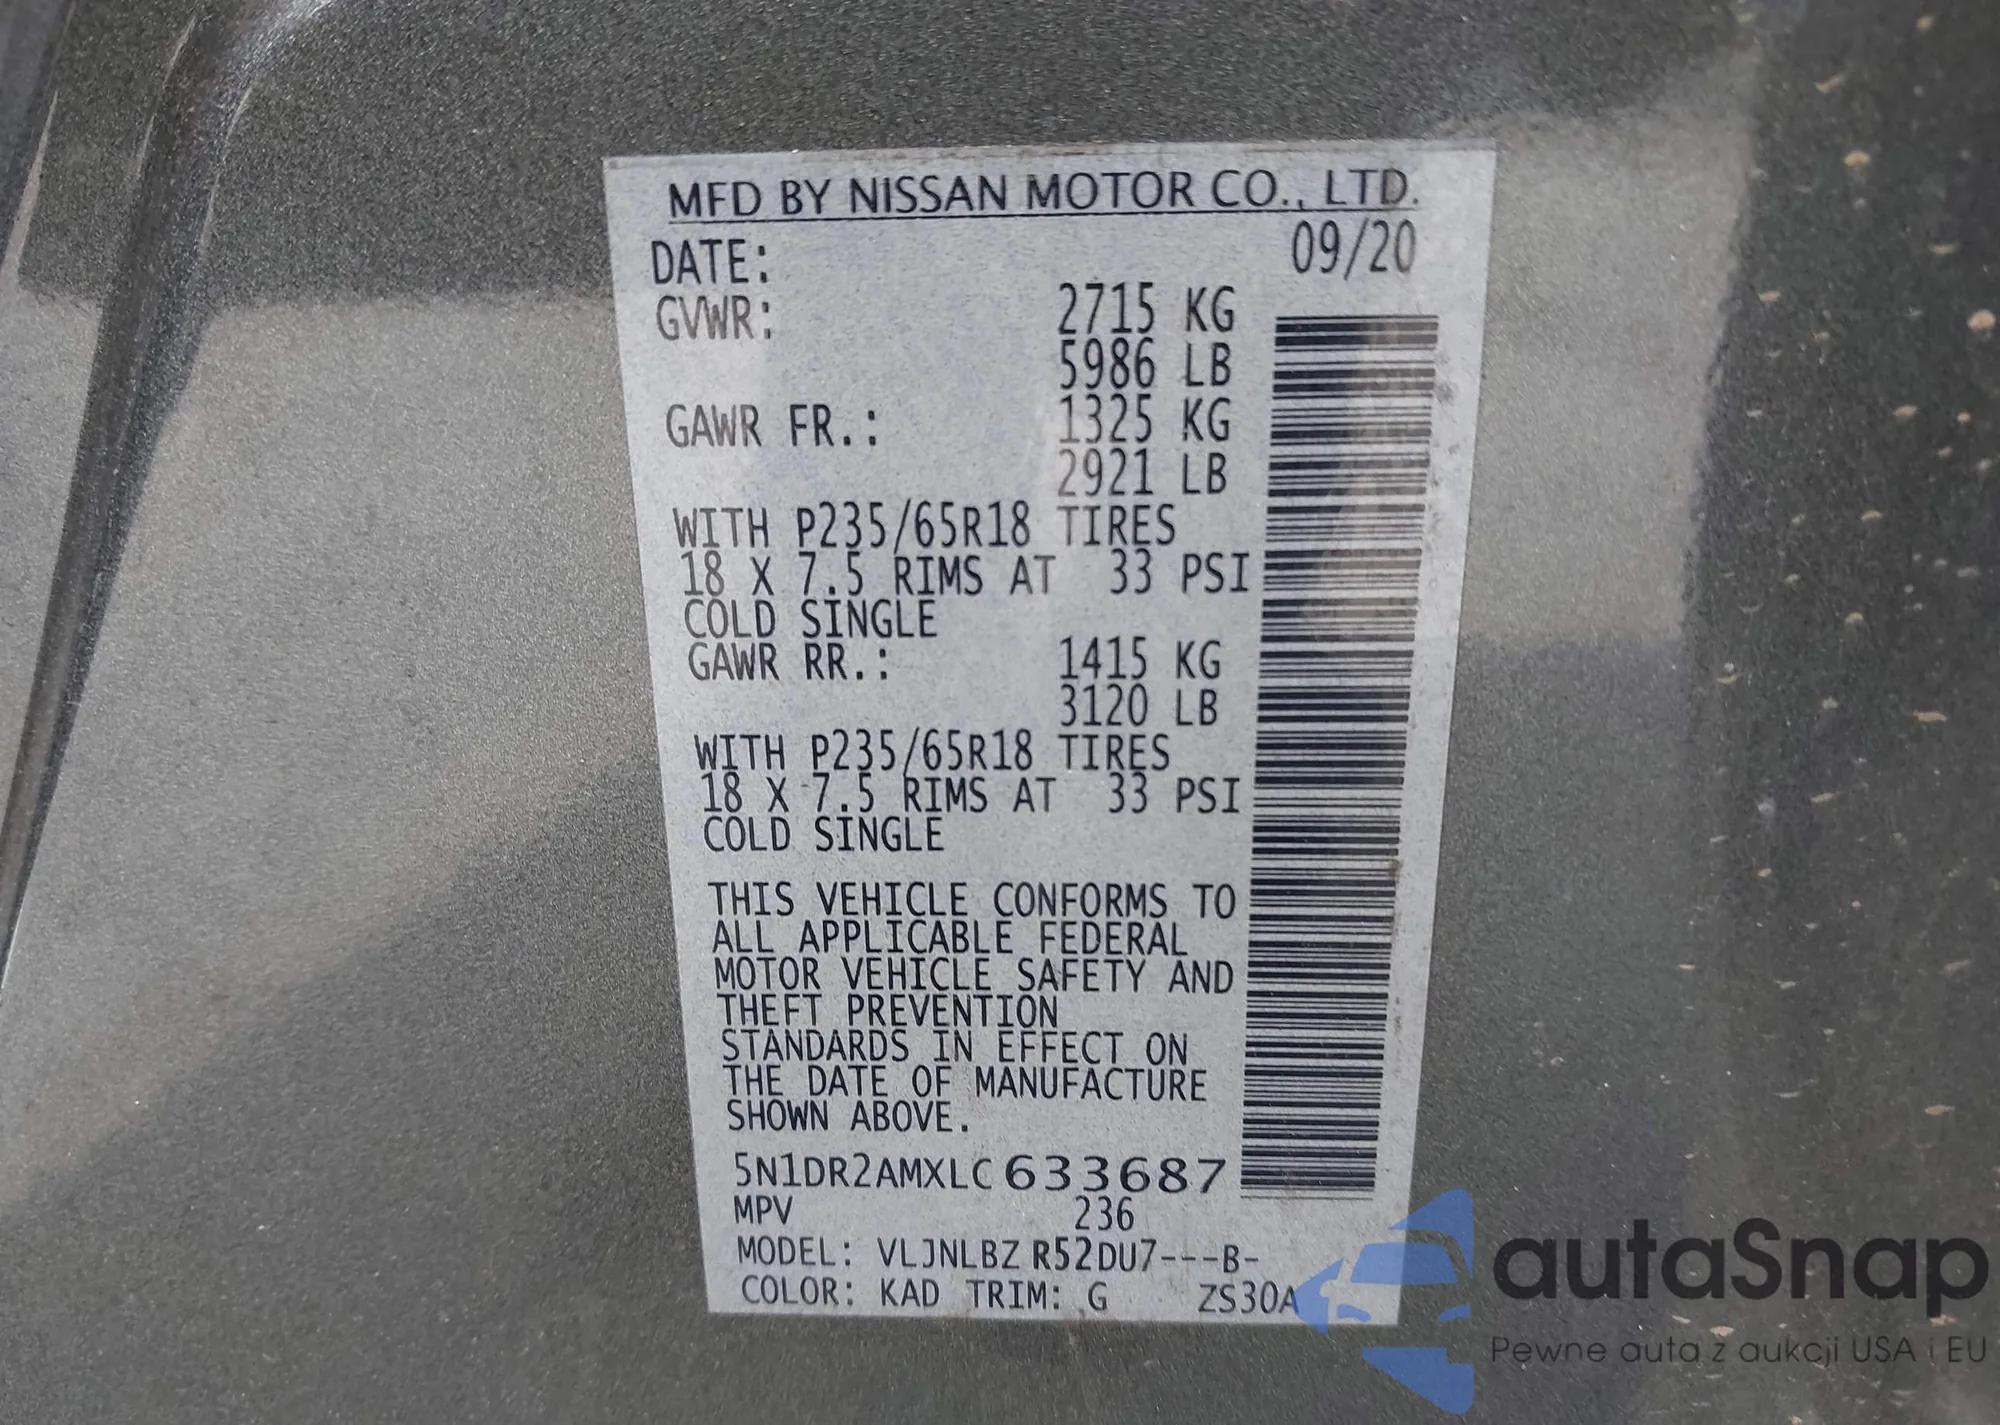 MFD BY NISSAN MOTOR CO., LTD.
DATE: 09/20
GVWR: 2715 KG
5986 LB
GAWR FR.: 1325 KG
2921 LB
WITH P235/65R18 TIRES
18 X 7.5 RIMS AT 33 PSI
COLD SINGLE
GAWR RR.: 1415 KG
3120 LB
WITH P235/65R18 TIRES
18 X 7.5 RIMS AT 33 PSI
COLD SINGLE
THIS VEHICLE CONFORMS TO
ALL APPLICABLE FEDERAL
MOTOR VEHICLE SAFETY AND
THEFT PREVENTION
STANDARDS IN EFFECT ON
THE DATE OF MANUFACTURE
SHOWN ABOVE.
5N1DR2AMXLC633687
MPV 236
MODEL: VLJNLBZ R52DU7---B-
COLOR: KAD TRIM: G ZS30A
autaSnap
Pewne auta z aukcji USA i EU